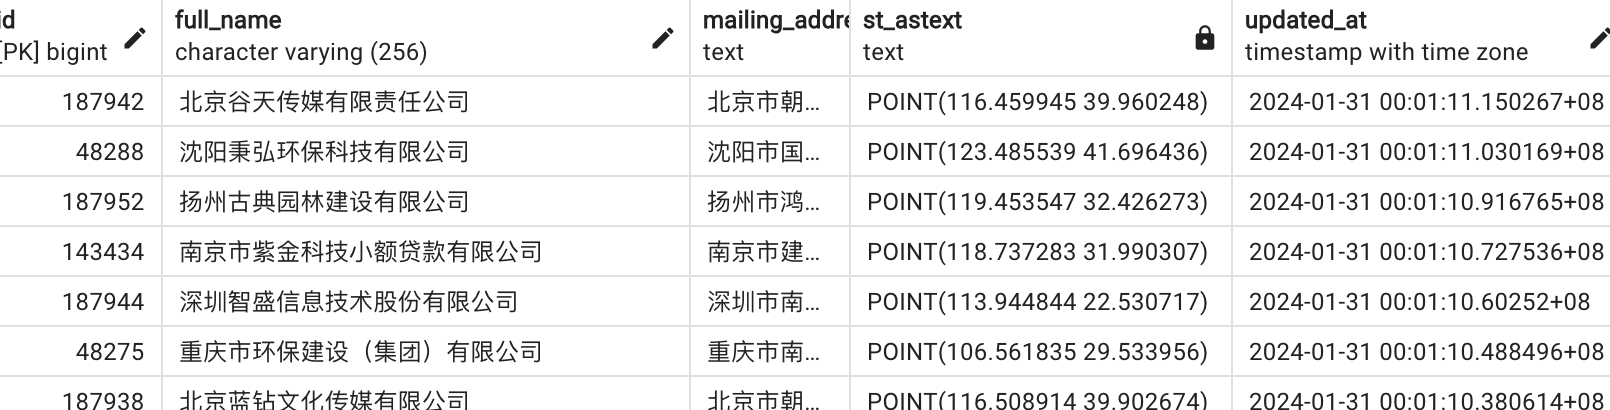 id full_name mailing_addre st_astext updated_at
[PK] bigint character varying (256) text text timestamp with time zone
187942 北京谷天传媒有限责任公司 北京市朝... POINT(116.459945 39.960248) 2024-01-31 00:01:11.150267+08
48288 沈阳秉弘环保科技有限公司 沈阳市国... POINT(123.485539 41.696436) 2024-01-31 00:01:11.030169+08
187952 扬州古典园林建设有限公司 扬州市鸿... POINT(119.453547 32.426273) 2024-01-31 00:01:10.916765+08
143434 南京市紫金科技小额贷款有限公司 南京市建... POINT(118.737283 31.990307) 2024-01-31 00:01:10.727536+08
187944 深圳智盛信息技术股份有限公司 深圳市南... POINT(113.944844 22.530717) 2024-01-31 00:01:10.60252+08
48275 重庆市环保建设（集团）有限公司 重庆市南... POINT(106.561835 29.533956) 2024-01-31 00:01:10.488496+08
187938 北京蓝钻文化传媒有限公司 北京市朝... POINT(116.508914 39.902674) 2024-01-31 00:01:10.380614+08